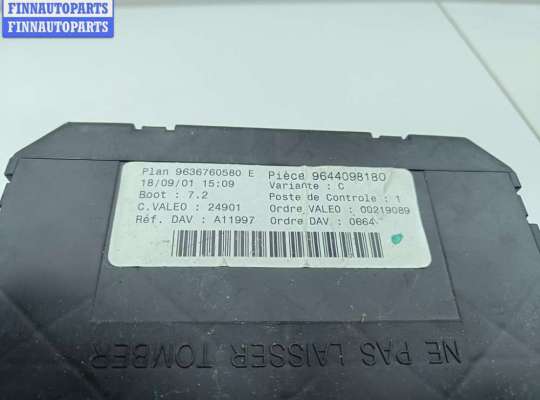 FINNAUTOPARTS
FINNAUTOPARTS
Plan 9636760580 E Pièce 9644098180
18/09/01 15:09 Variante : C
Boot : 7.2 Poste de Controle : 1
C.VALEO : 24901 Ordre VALEO : 00219089
Réf. DAV : A11997 Ordre DAV : 0664
NE PAS LAISSER TOMBER